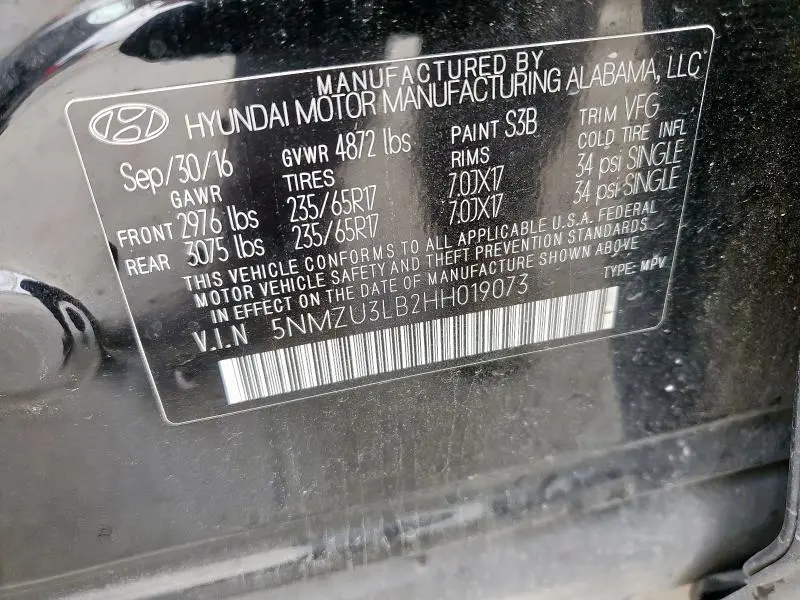 MANUFACTURED BY
HYUNDAI MOTOR MANUFACTURING ALABAMA, LLC
Sep/30/16 GVWR 4872 lbs PAINT S3B TRIM VFG
GAWR TIRES RIMS COLD TIRE INFL
FRONT 2976 lbs 235/65R17 7.0JX17 34 psi SINGLE
REAR 3075 lbs 235/65R17 7.0JX17 34 psi SINGLE
THIS VEHICLE CONFORMS TO ALL APPLICABLE U.S.A. FEDERAL
MOTOR VEHICLE SAFETY AND THEFT PREVENTION STANDARDS
IN EFFECT ON THE DATE OF MANUFACTURE SHOWN ABOVE
V.I.N 5NMZU3LB2HH019073 TYPE: MPV